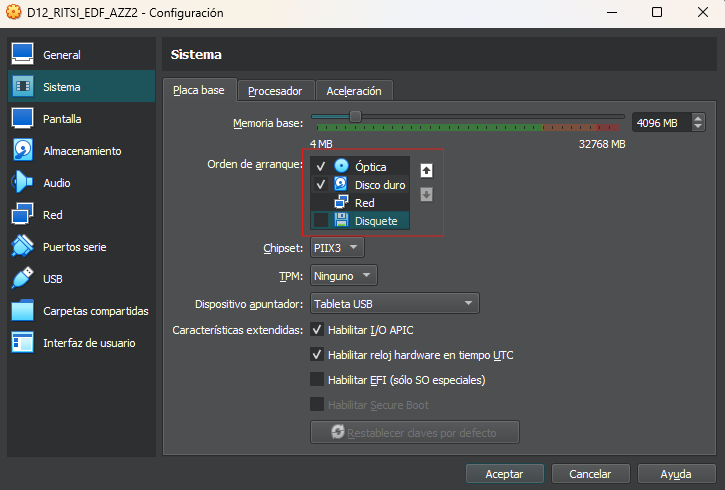 D12_RITSI_EDF_AZZ2 - Configuración
General
Sistema
Pantalla
Almacenamiento
Audio
Red
Puertos serie
USB
Carpetas compartidas
Interfaz de usuario
Sistema
Placa base Procesador Aceleración
Memoria base: 4096 MB
4 MB 32768 MB
Orden de arranque: Óptica
Disco duro
Red
Disquete
Chipset: PIIX3
TPM: Ninguno
Dispositivo apuntador: Tableta USB
Características extendidas: Habilitar I/O APIC
Habilitar reloj hardware en tiempo UTC
Habilitar EFI (sólo SO especiales)
Habilitar Secure Boot
Restablecer claves por defecto
Aceptar Cancelar Ayuda